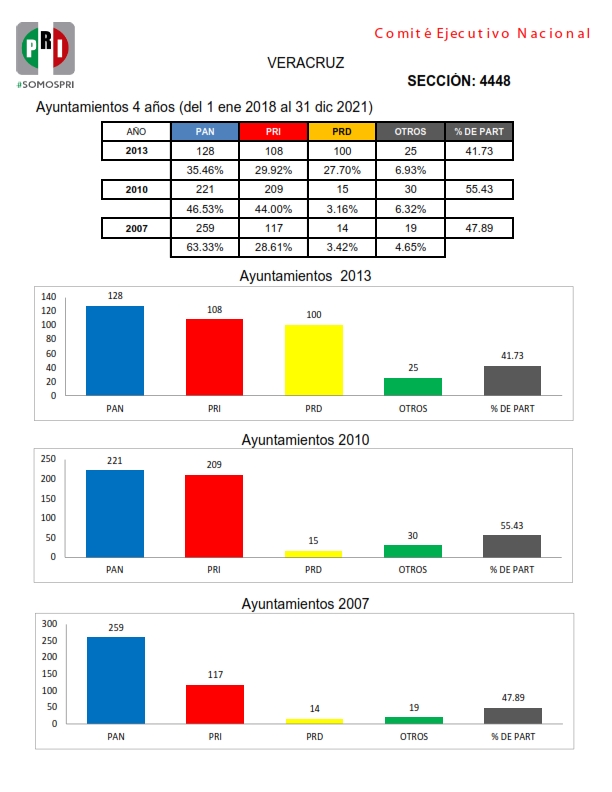 Comité Ejecutivo Nacional
PRI
#SOMOSPRI
VERACRUZ
SECCIÓN: 4448
Ayuntamientos 4 años (del 1 ene 2018 al 31 dic 2021)
AÑO PAN PRI PRD OTROS % DE PART
2013 128 108 100 25 41.73
35.46% 29.92% 27.70% 6.93%
2010 221 209 15 30 55.43
46.53% 44.00% 3.16% 6.32%
2007 259 117 14 19 47.89
63.33% 28.61% 3.42% 4.65%
Ayuntamientos 2013
140
120
100
80
60
40
20
0
128 108 100 25 41.73
PAN PRI PRD OTROS % DE PART
Ayuntamientos 2010
250
200
150
100
50
0
221 209 15 30 55.43
PAN PRI PRD OTROS % DE PART
Ayuntamientos 2007
300
250
200
150
100
50
0
259 117 14 19 47.89
PAN PRI PRD OTROS % DE PART